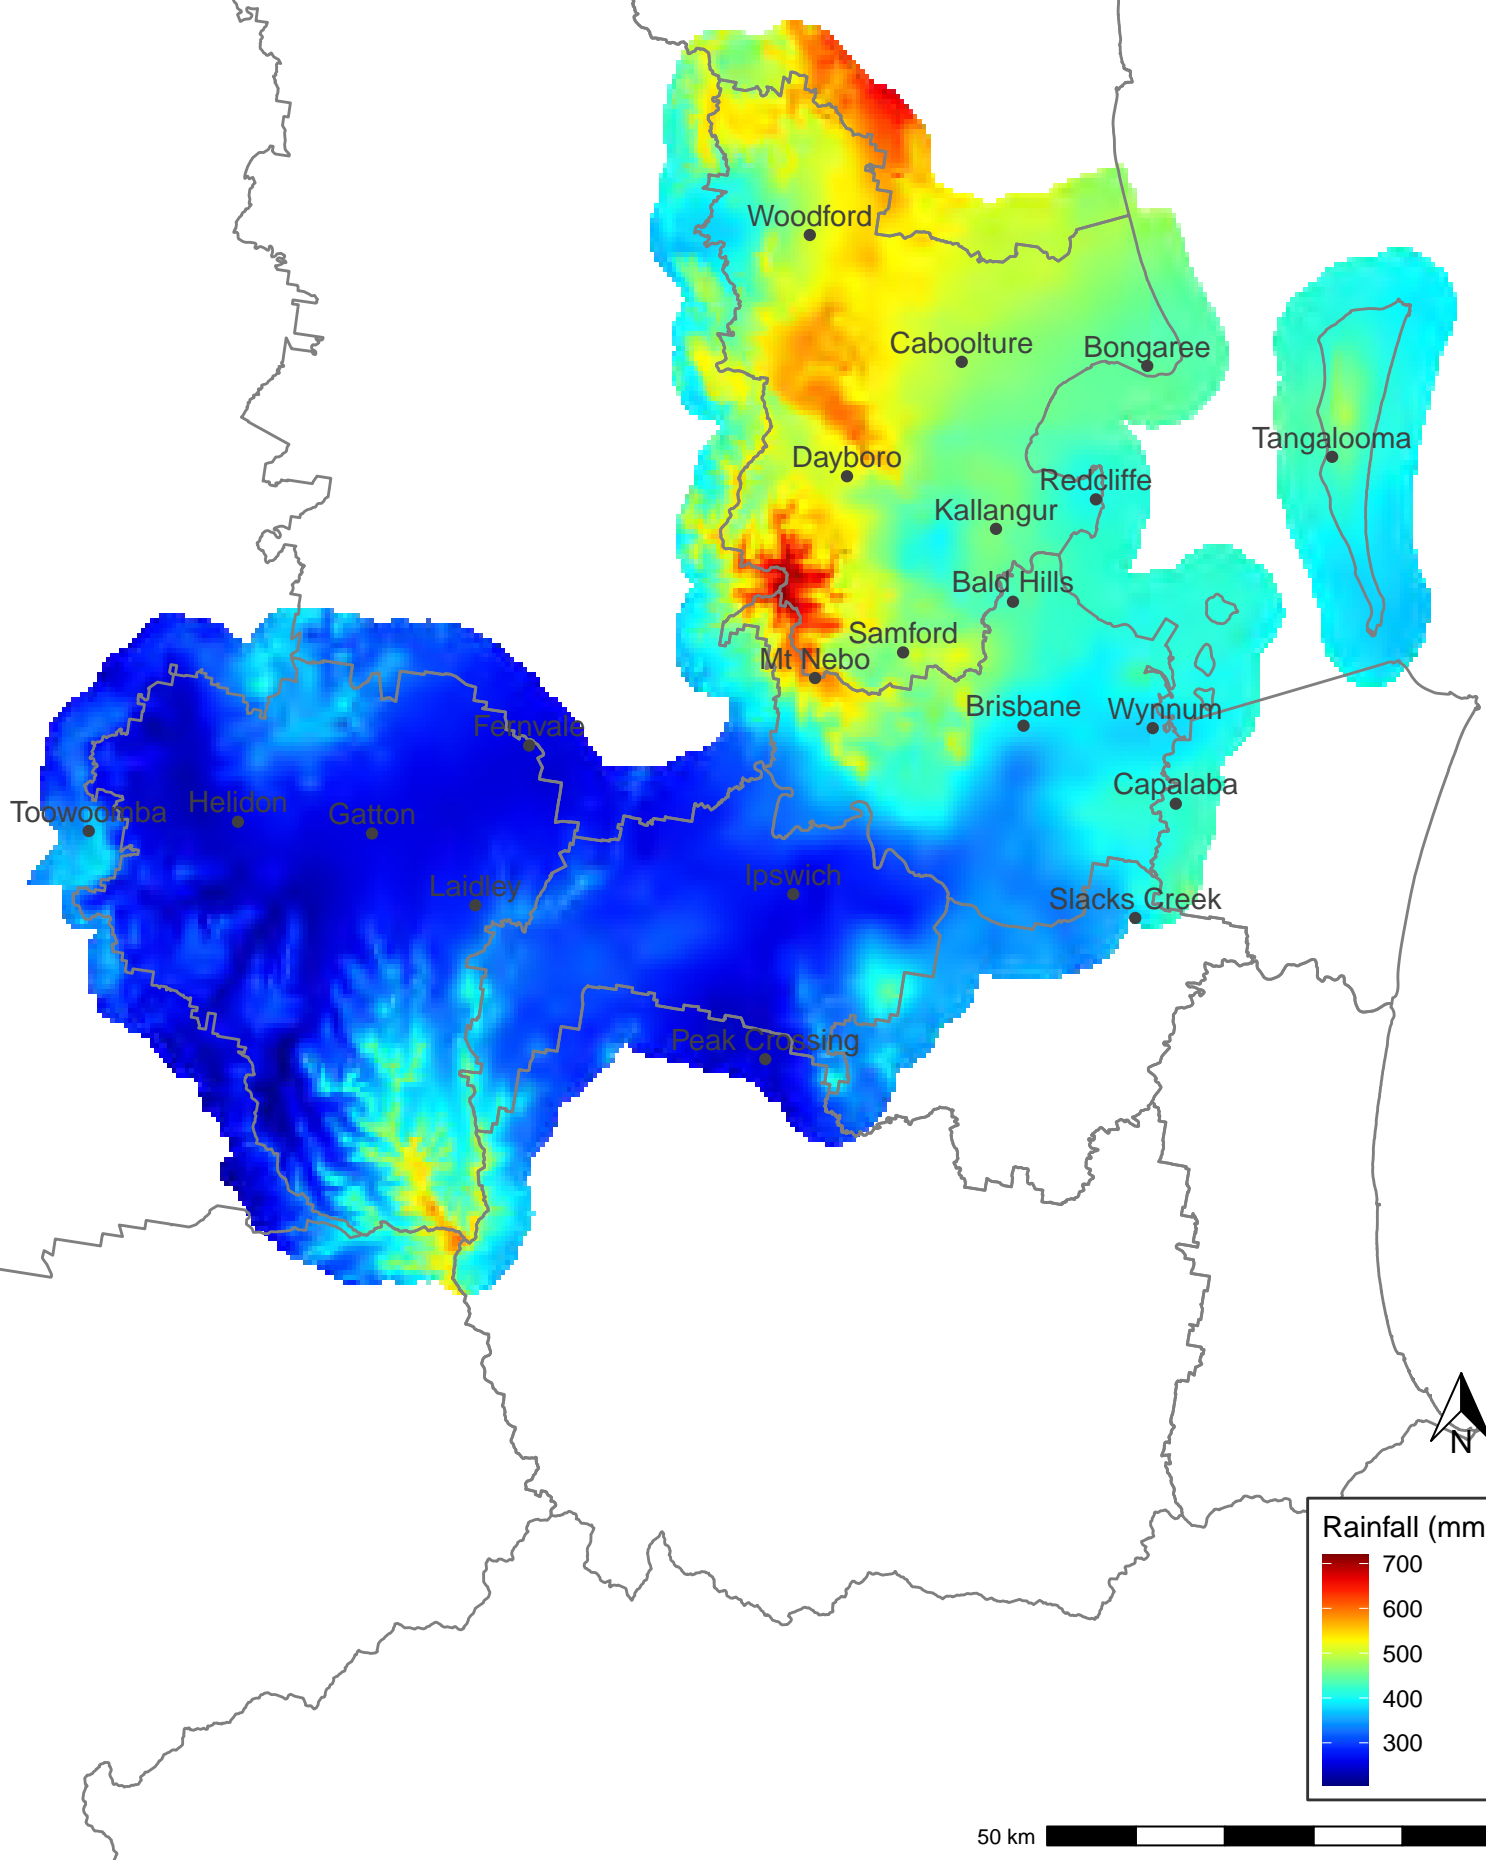 Woodford
Caboolture
Bongaree
Tangalooma
Dayboro
Redcliffe
Kallangur
Bald Hills
Samford
Mt Nebo
Brisbane
Wynnum
Fernvale
Capalaba
Toowoomba
Helidon
Gatton
Ipswich
Laidley
Slacks Creek
Peak Crossing
N
Rainfall (mm
700
600
500
400
300
50 km